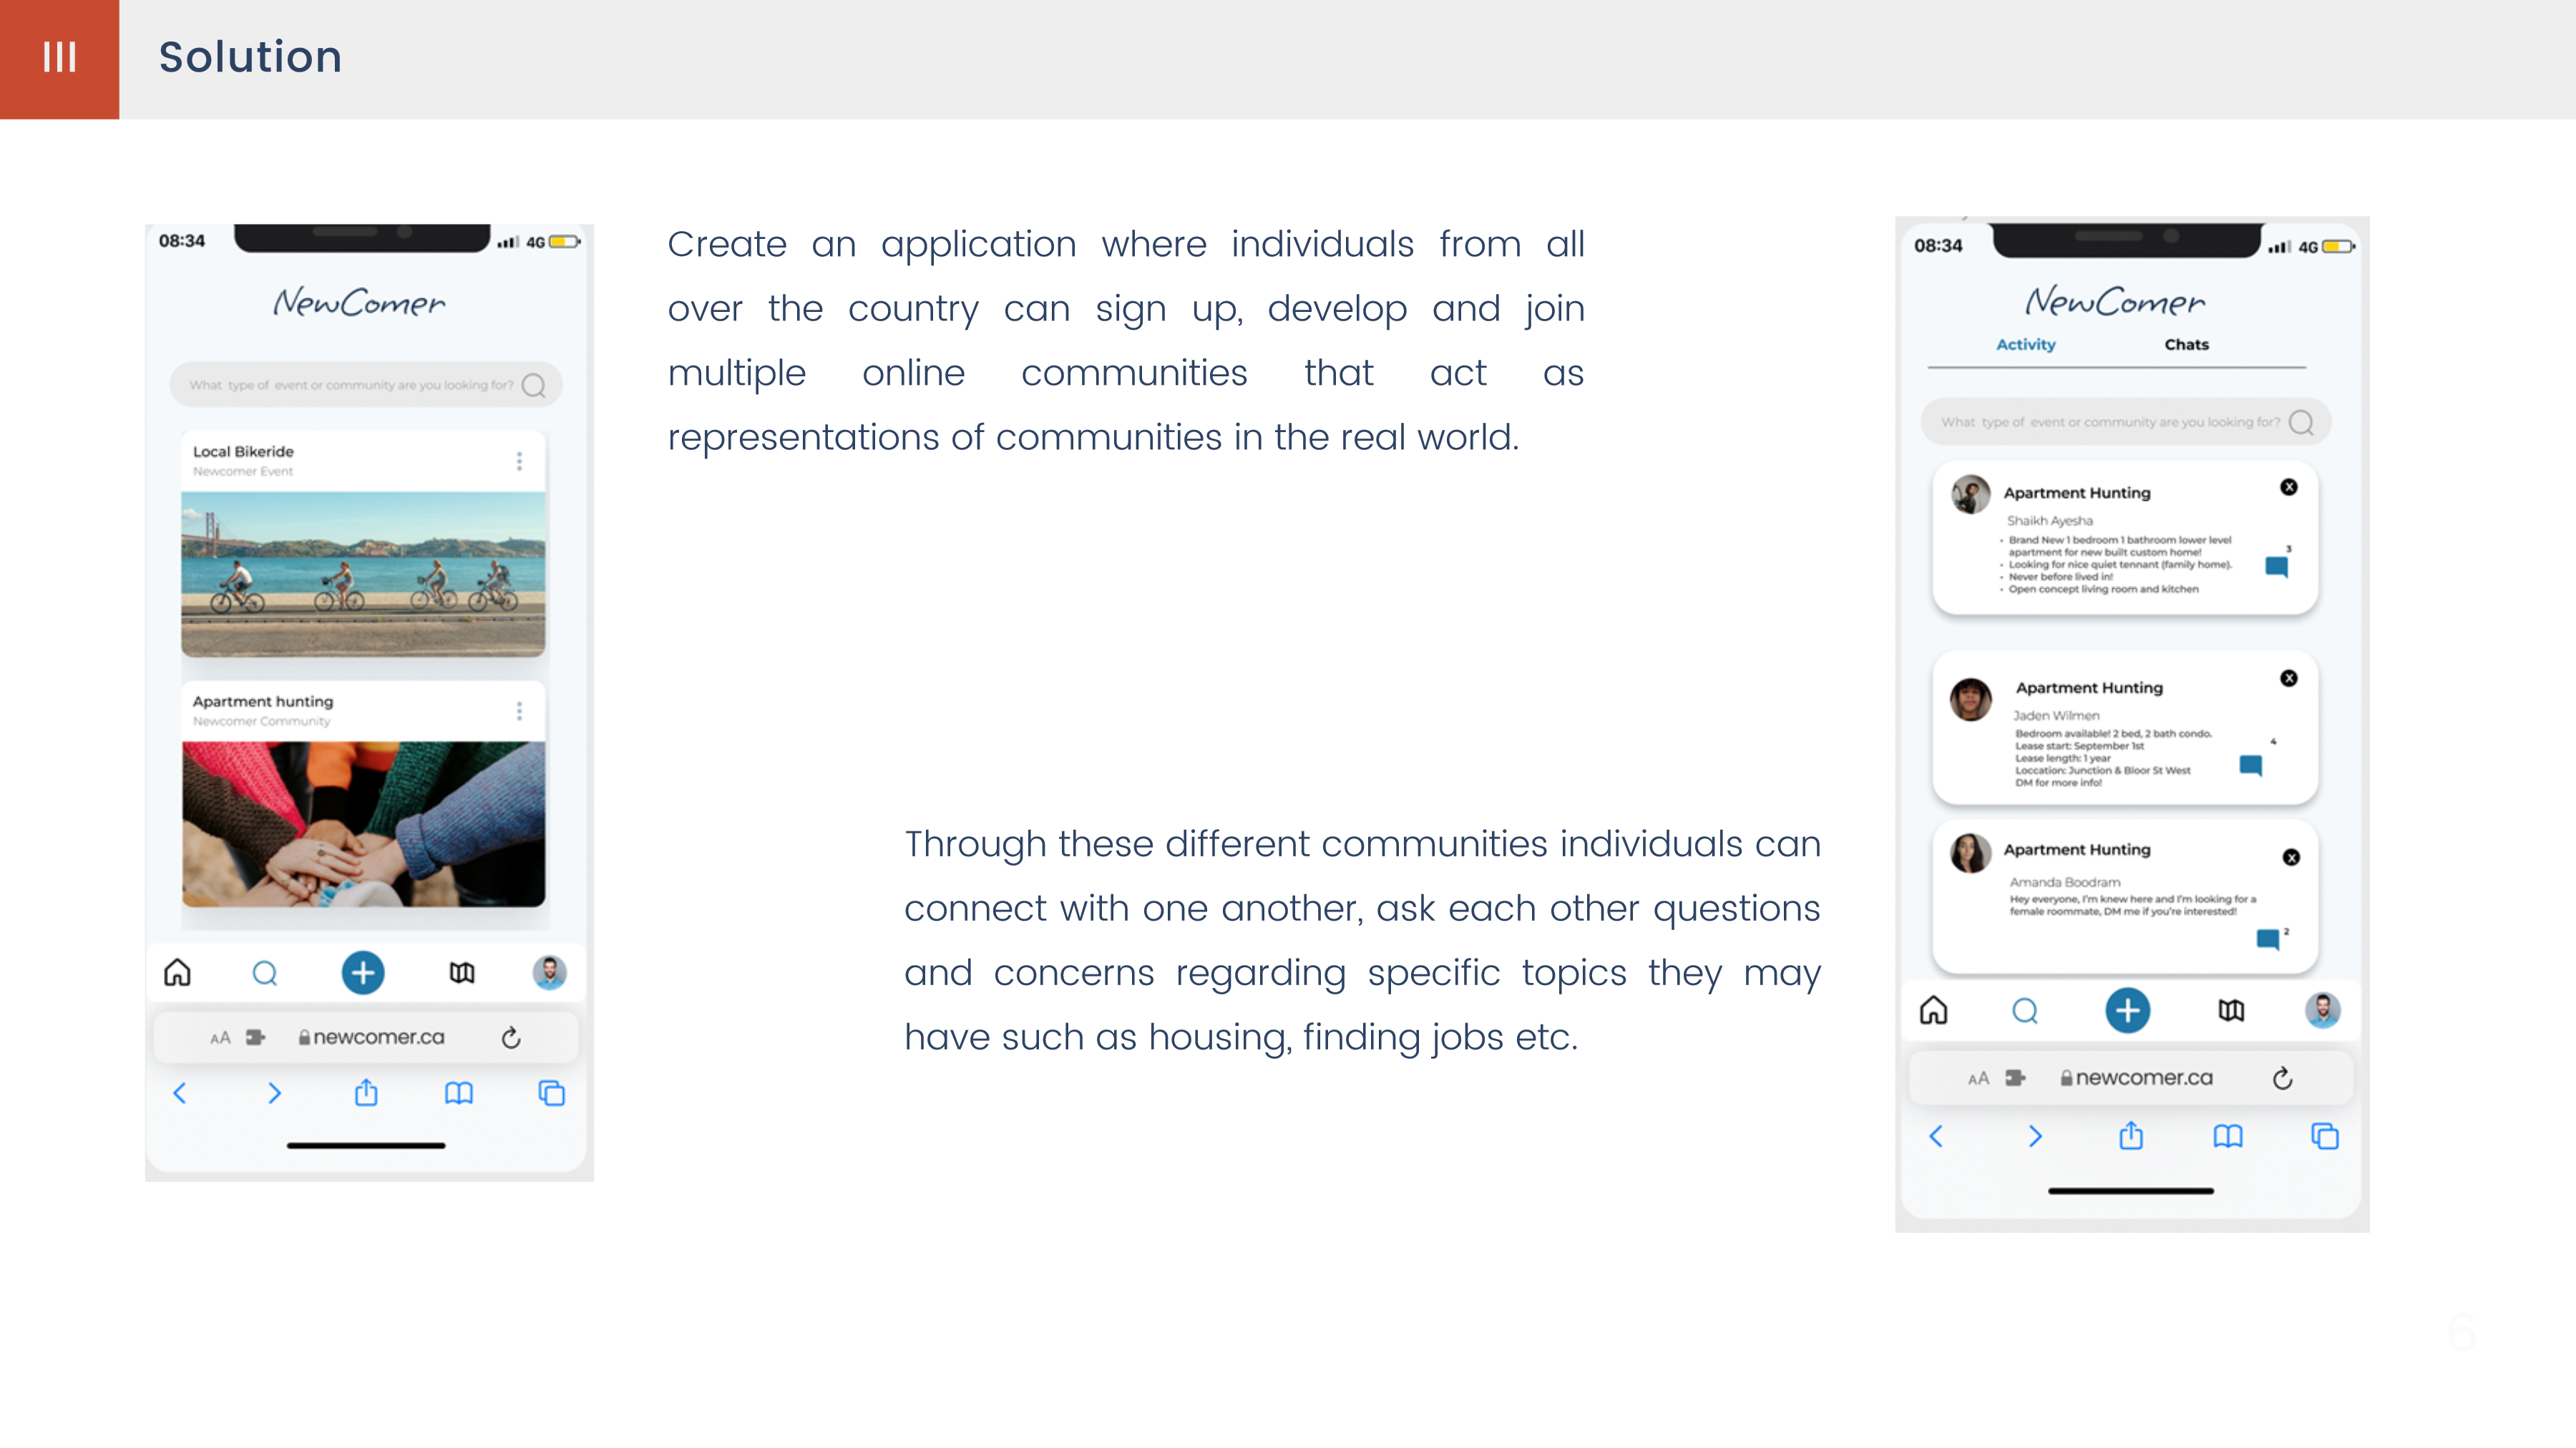 III
Solution
08:34
4G
NewComer
What type of event or community are you looking for?
Local Bikeride
Newcomer Event
Apartment hunting
Newcomer Community
AA
newcomer.ca
Create an application where individuals from all
over the country can sign up, develop and join
multiple online communities that act as
representations of communities in the real world.
Through these different communities individuals can
connect with one another, ask each other questions
and concerns regarding specific topics they may
have such as housing, finding jobs etc.
08:34
4G
NewComer
Activity Chats
What type of event or community are you looking for?
Apartment Hunting
X
Shaikh Ayesha
• Brand New 1 bedroom 1 bathroom lower level
apartment for new built custom home!
• Looking for nice quiet tennant (family home).
• Never before lived in!
• Open concept living room and kitchen
3
Apartment Hunting
X
Jaden Wilmen
Bedroom available! 2 bed, 2 bath condo.
Lease start: September 1st
Lease length: 1 year
Loccation: Junction & Bloor St West
DM for more info!
4
Apartment Hunting
X
Amanda Boodram
Hey everyone, I'm knew here and I'm looking for a
female roommate, DM me if you're interested!
2
AA
newcomer.ca
6